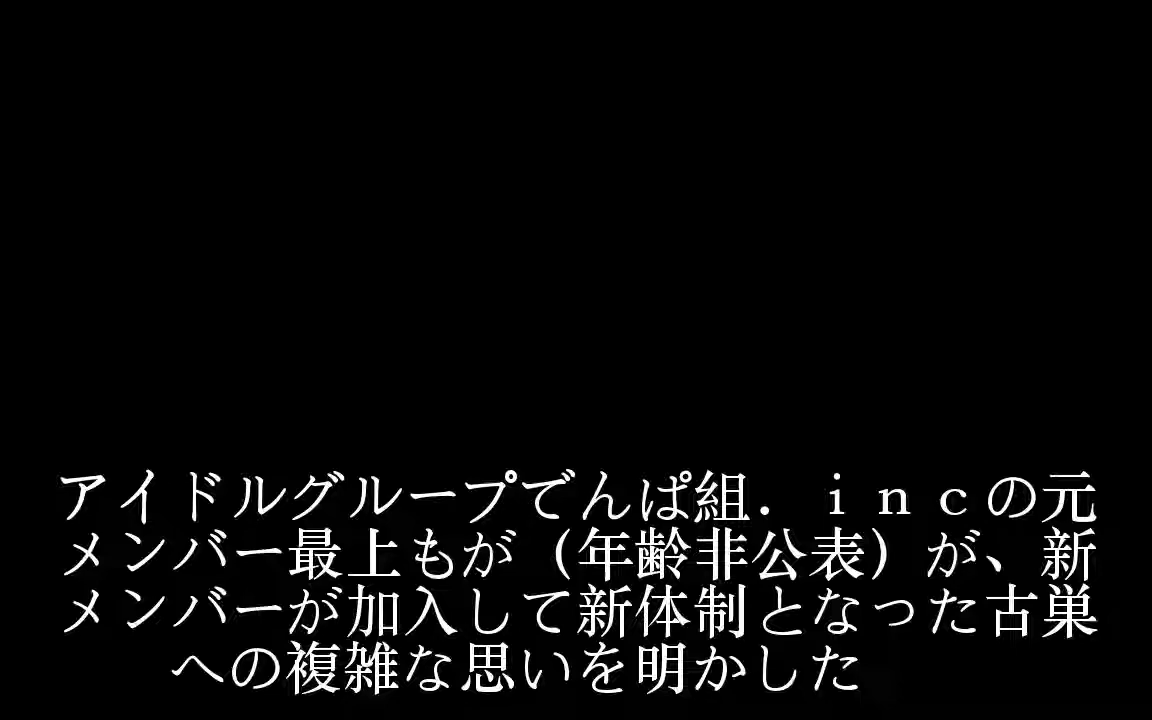 アイドルグループでんぱ組．ｉｎｃの元
メンバー最上もが（年齢非公表）が、新
メンバーが加入して新体制となった古巣
への複雑な思いを明かした